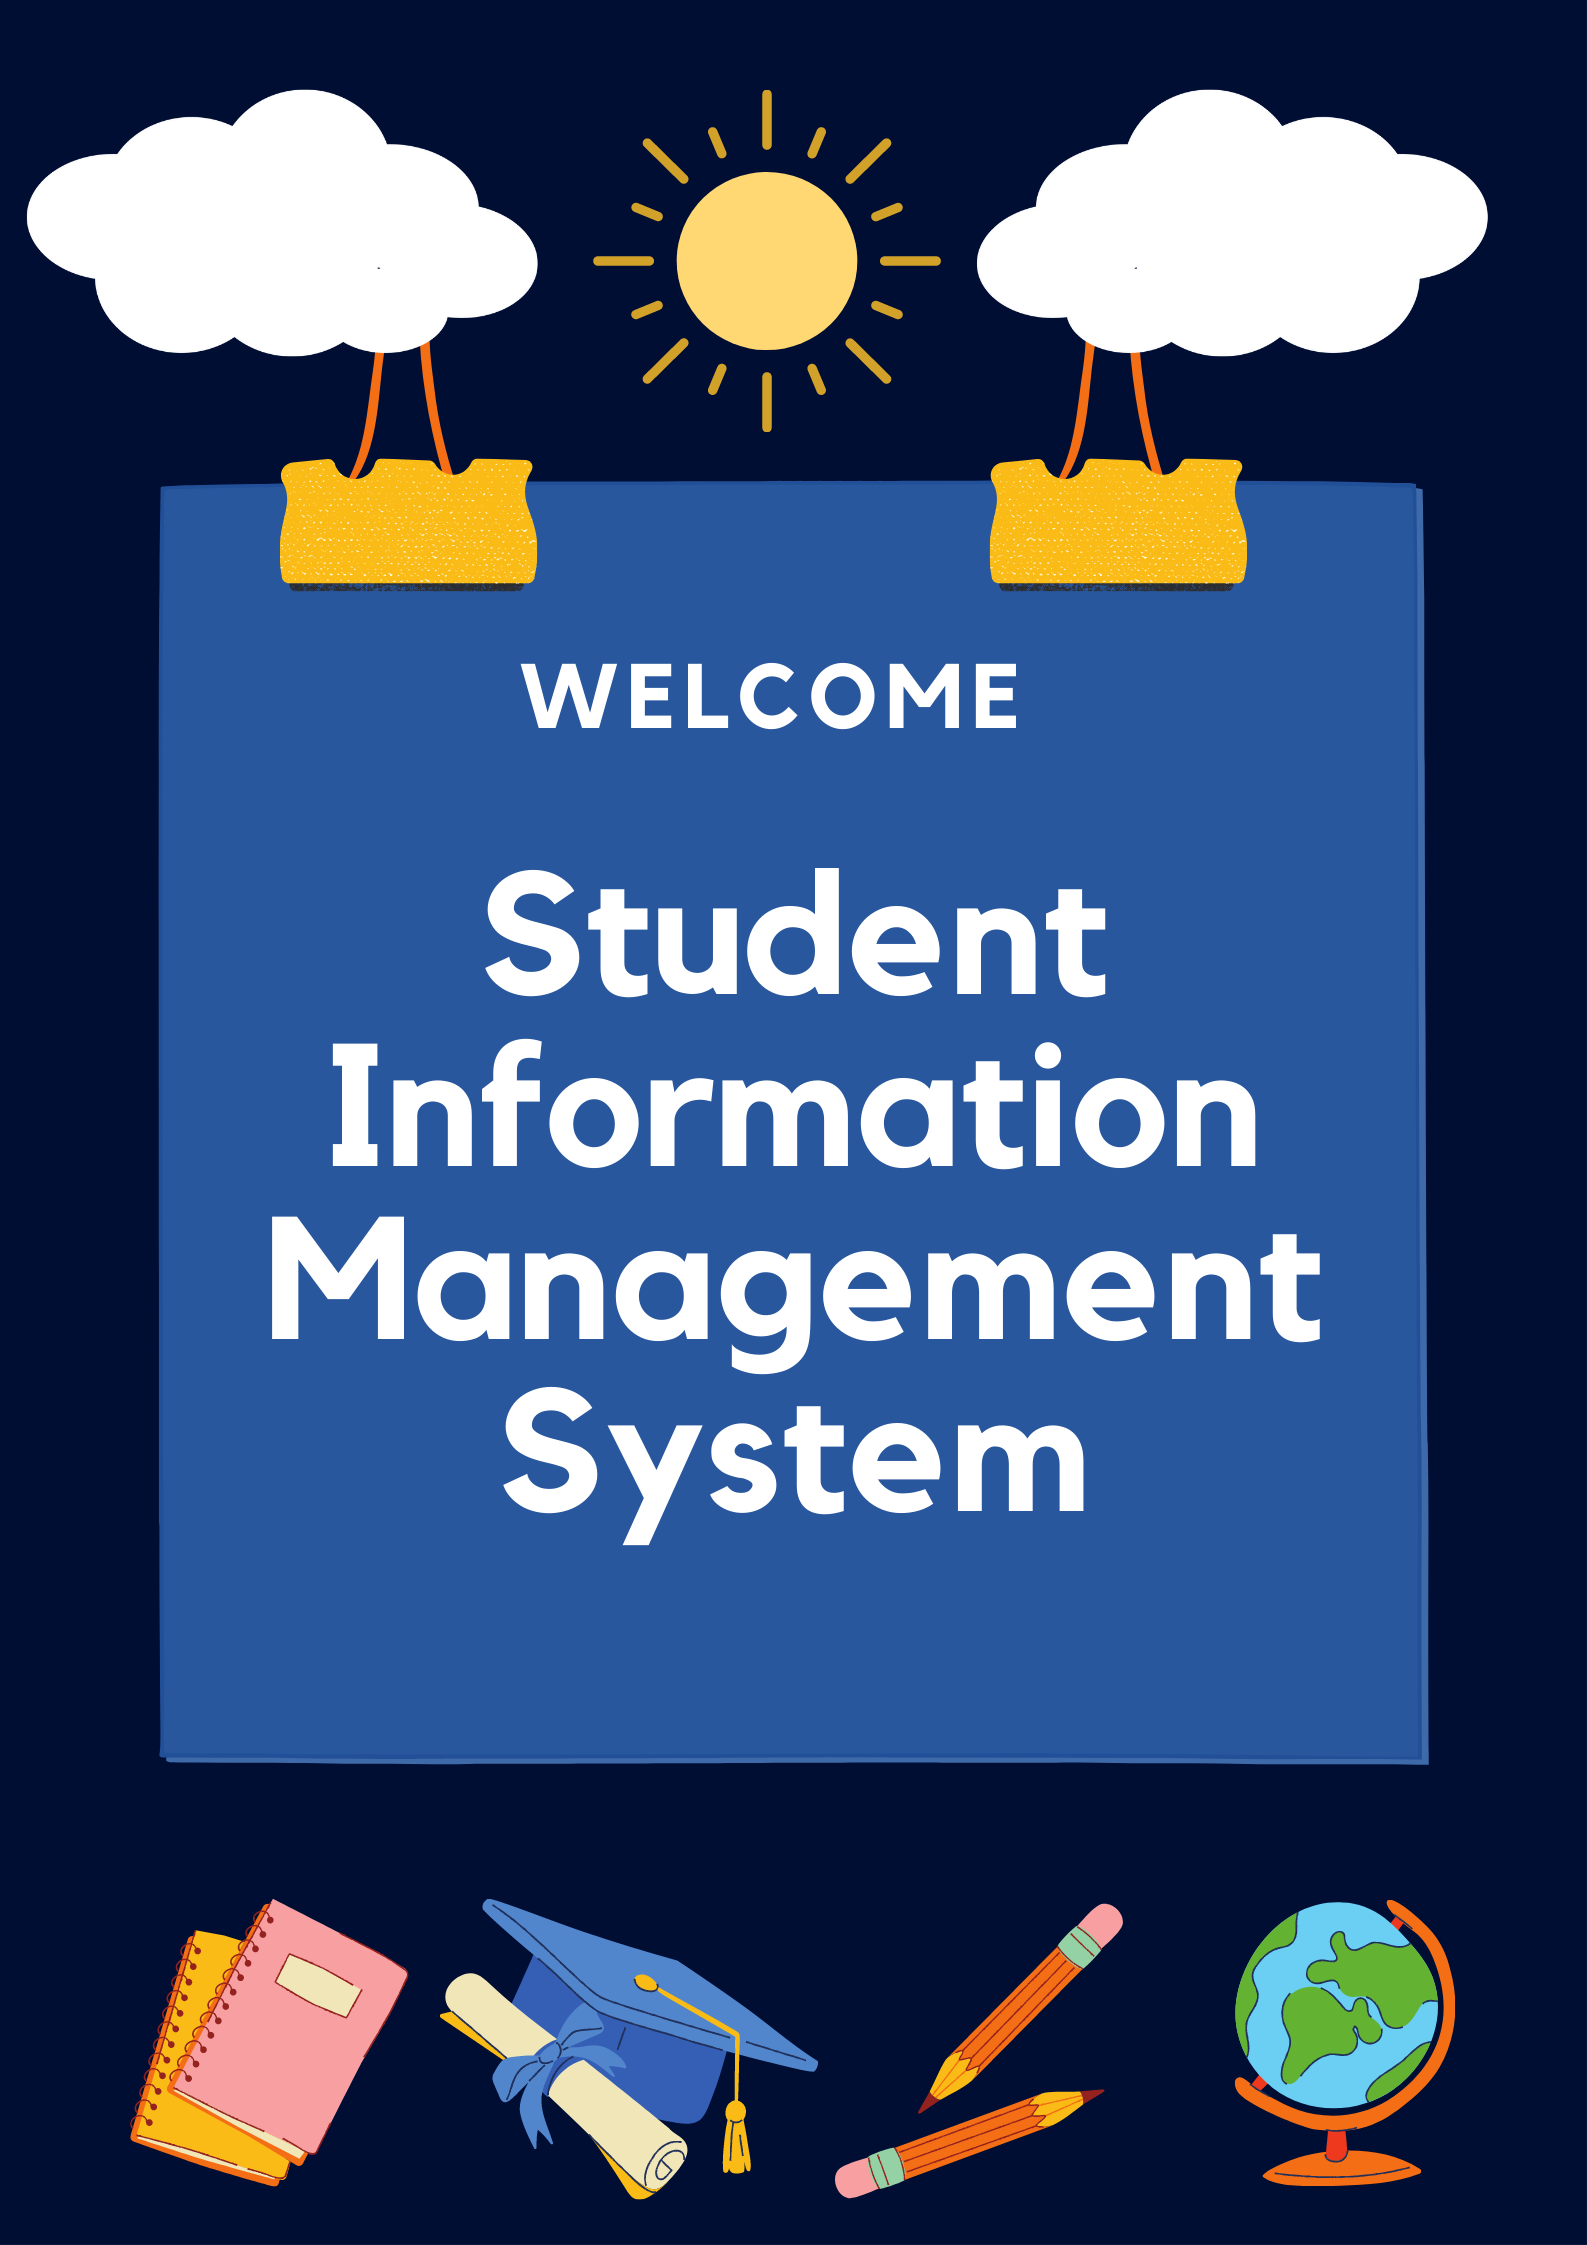 WELCOME
Student
Information
Management
System